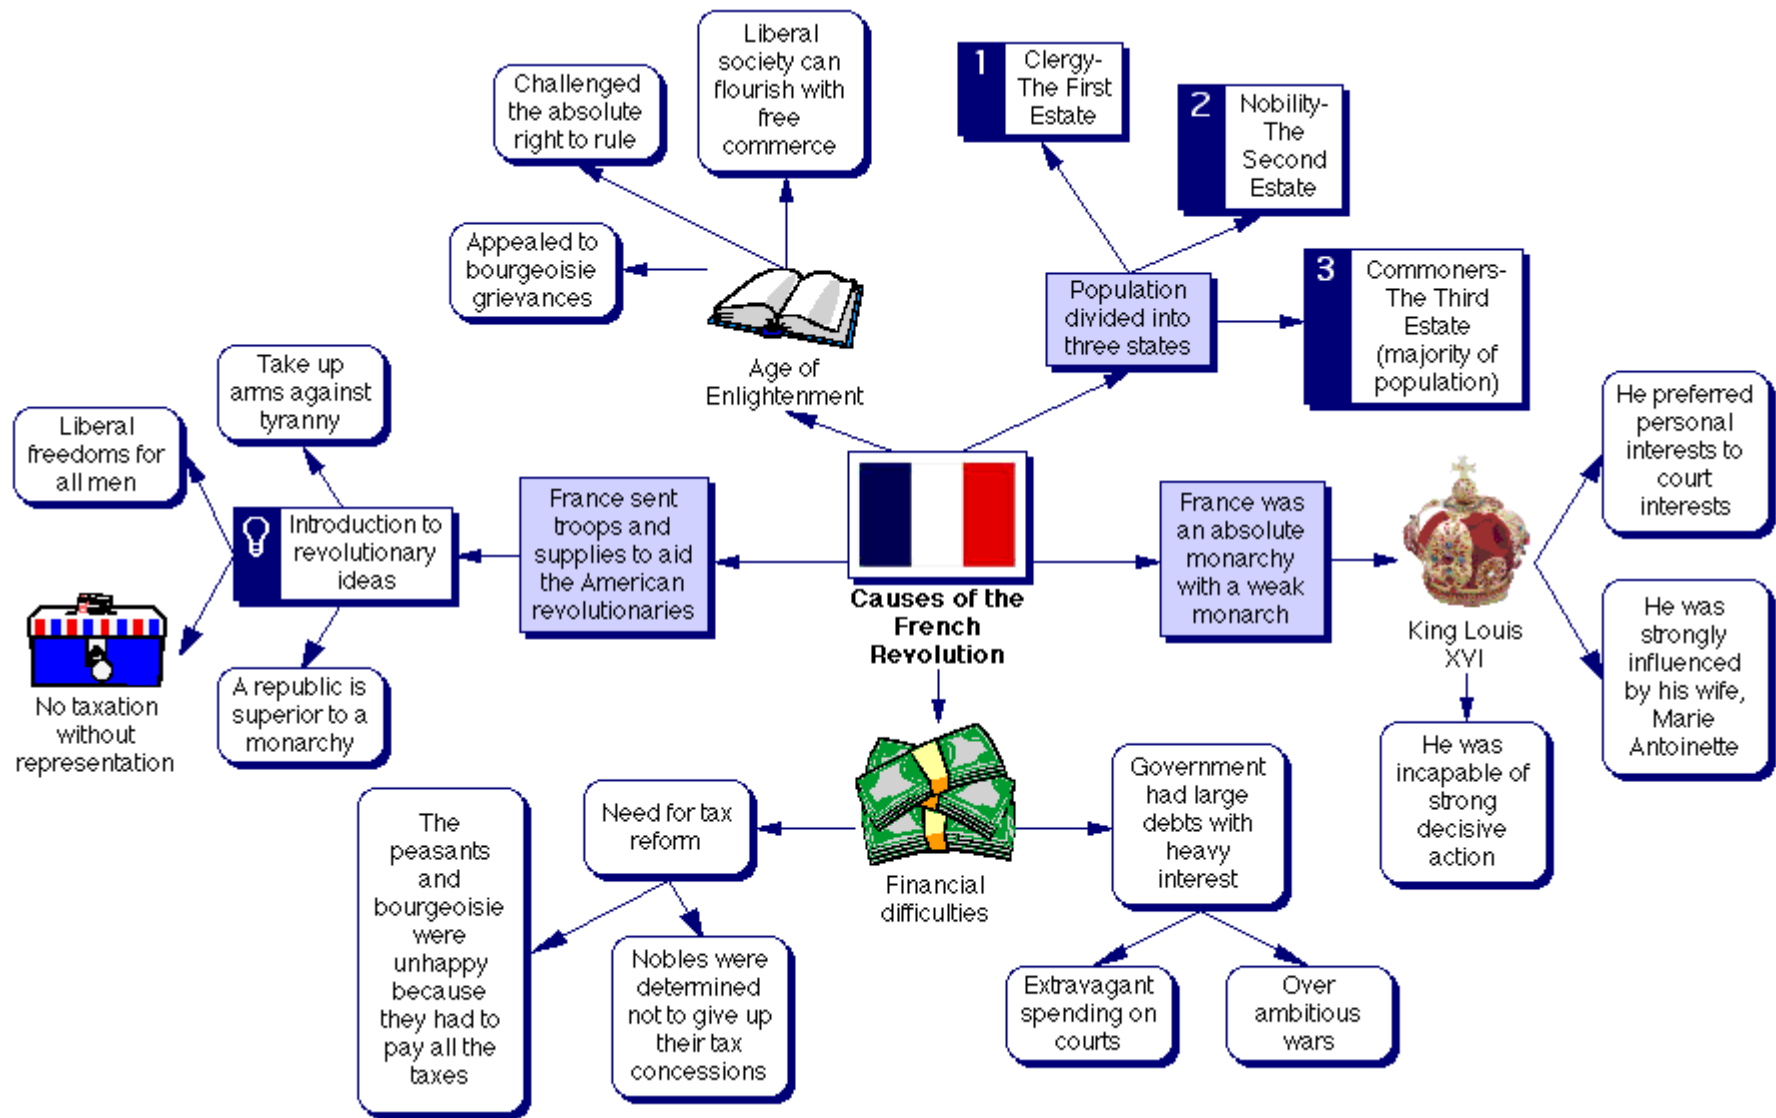 Liberal
society can
flourish with
free
commerce
Challenged
the absolute
right to rule
Appealed to
bourgeoisie
grievances
Age of
Enlightenment
1
Clergy-
The First
Estate
2
Nobility-
The
Second
Estate
3
Commoners-
The Third
Estate
(majority of
population)
Population
divided into
three states
Take up
arms against
tyranny
Liberal
freedoms for
all men
Introduction to
revolutionary
ideas
No taxation
without
representation
A republic is
superior to a
monarchy
France sent
troops and
supplies to aid
the American
revolutionaries
Causes of the
French
Revolution
France was
an absolute
monarchy
with a weak
monarch
King Louis
XVI
He preferred
personal
interests to
court
interests
He was
strongly
influenced
by his wife,
Marie
Antoinette
He was
incapable of
strong
decisive
action
Financial
difficulties
Need for tax
reform
The
peasants
and
bourgeoisie
were
unhappy
because
they had to
pay all the
taxes
Nobles were
determined
not to give up
their tax
concessions
Government
had large
debts with
heavy
interest
Extravagant
spending on
courts
Over
ambitious
wars